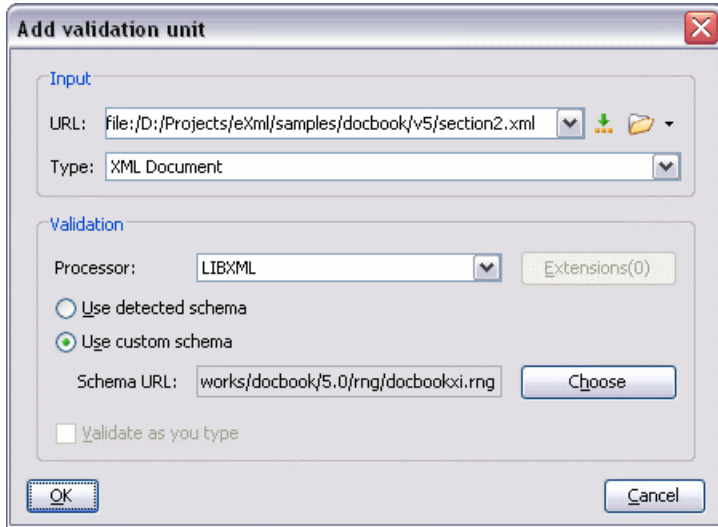 Add validation unit
Input
URL: file:/D:/Projects/eXml/samples/docbook/v5/section2.xml
Type: XML Document
Validation
Processor: LIBXML Extensions(0)
Use detected schema
Use custom schema
Schema URL: works/docbook/5.0/rng/docbookxi.rng Choose
Validate as you type
OK Cancel